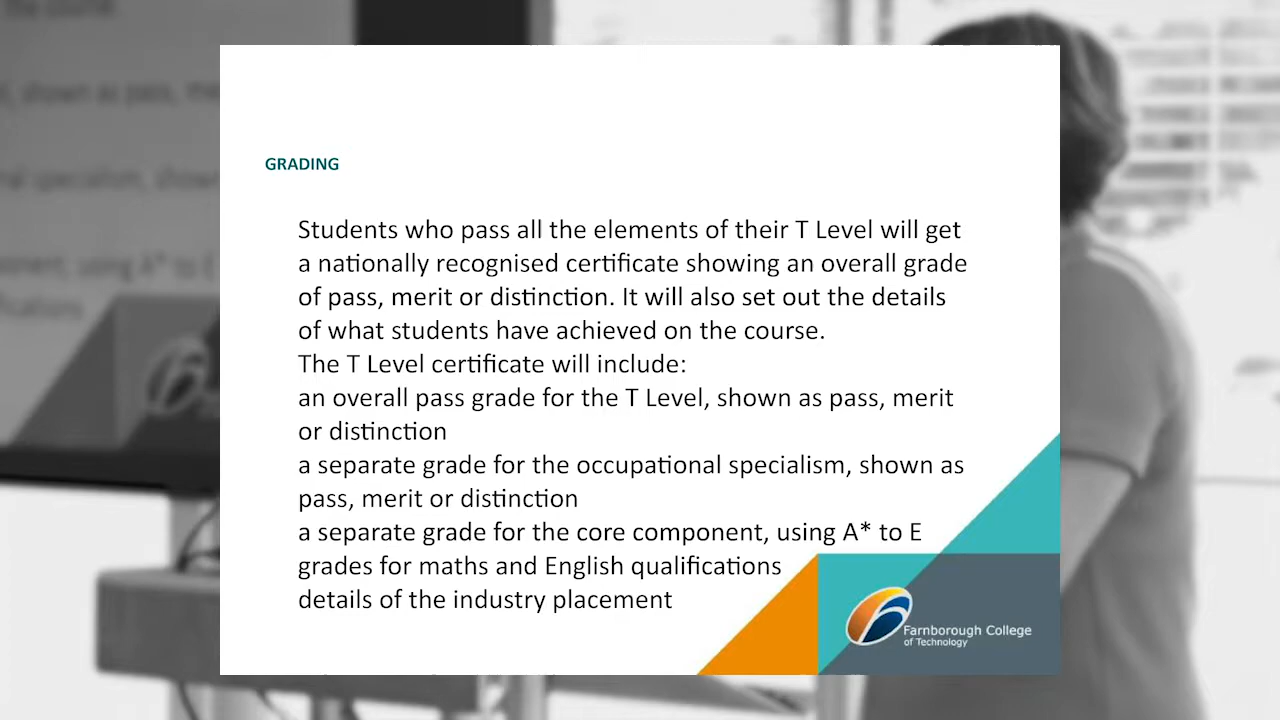 GRADING
Students who pass all the elements of their T Level will get
a nationally recognised certificate showing an overall grade
of pass, merit or distinction. It will also set out the details
of what students have achieved on the course.
The T Level certificate will include:
an overall pass grade for the T Level, shown as pass, merit
or distinction
a separate grade for the occupational specialism, shown as
pass, merit or distinction
a separate grade for the core component, using A* to E
grades for maths and English qualifications
details of the industry placement
Farnborough College
of Technology